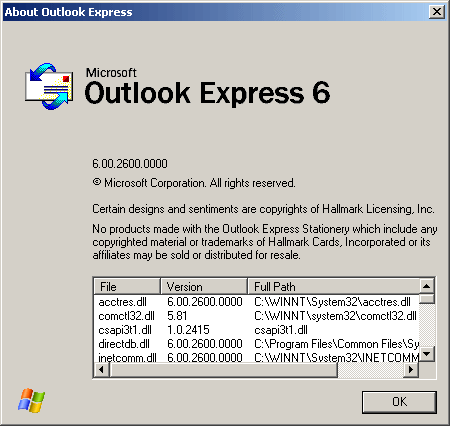 About Outlook Express
Microsoft
Outlook Express 6
6.00.2600.0000
© Microsoft Corporation. All rights reserved.
Certain designs and sentiments are copyrights of Hallmark Licensing, Inc.
No products made with the Outlook Express Stationery which include any
copyrighted material or trademarks of Hallmark Cards, Incorporated or its
affiliates may be sold or distributed for resale.
File Version Full Path
acctres.dll 6.00.2600.0000 C:\WINNT\System32\acctres.dll
comctl32.dll 5.81 C:\WINNT\system32\comctl32.dll
csapi3t1.dll 1.0.2415 csapi3t1.dll
directdb.dll 6.00.2600.0000 C:\Program Files\Common Files\Sy
inetcomm.dll 6.00.2600.0000 C:\WINNT\System32\INETCOMM
OK